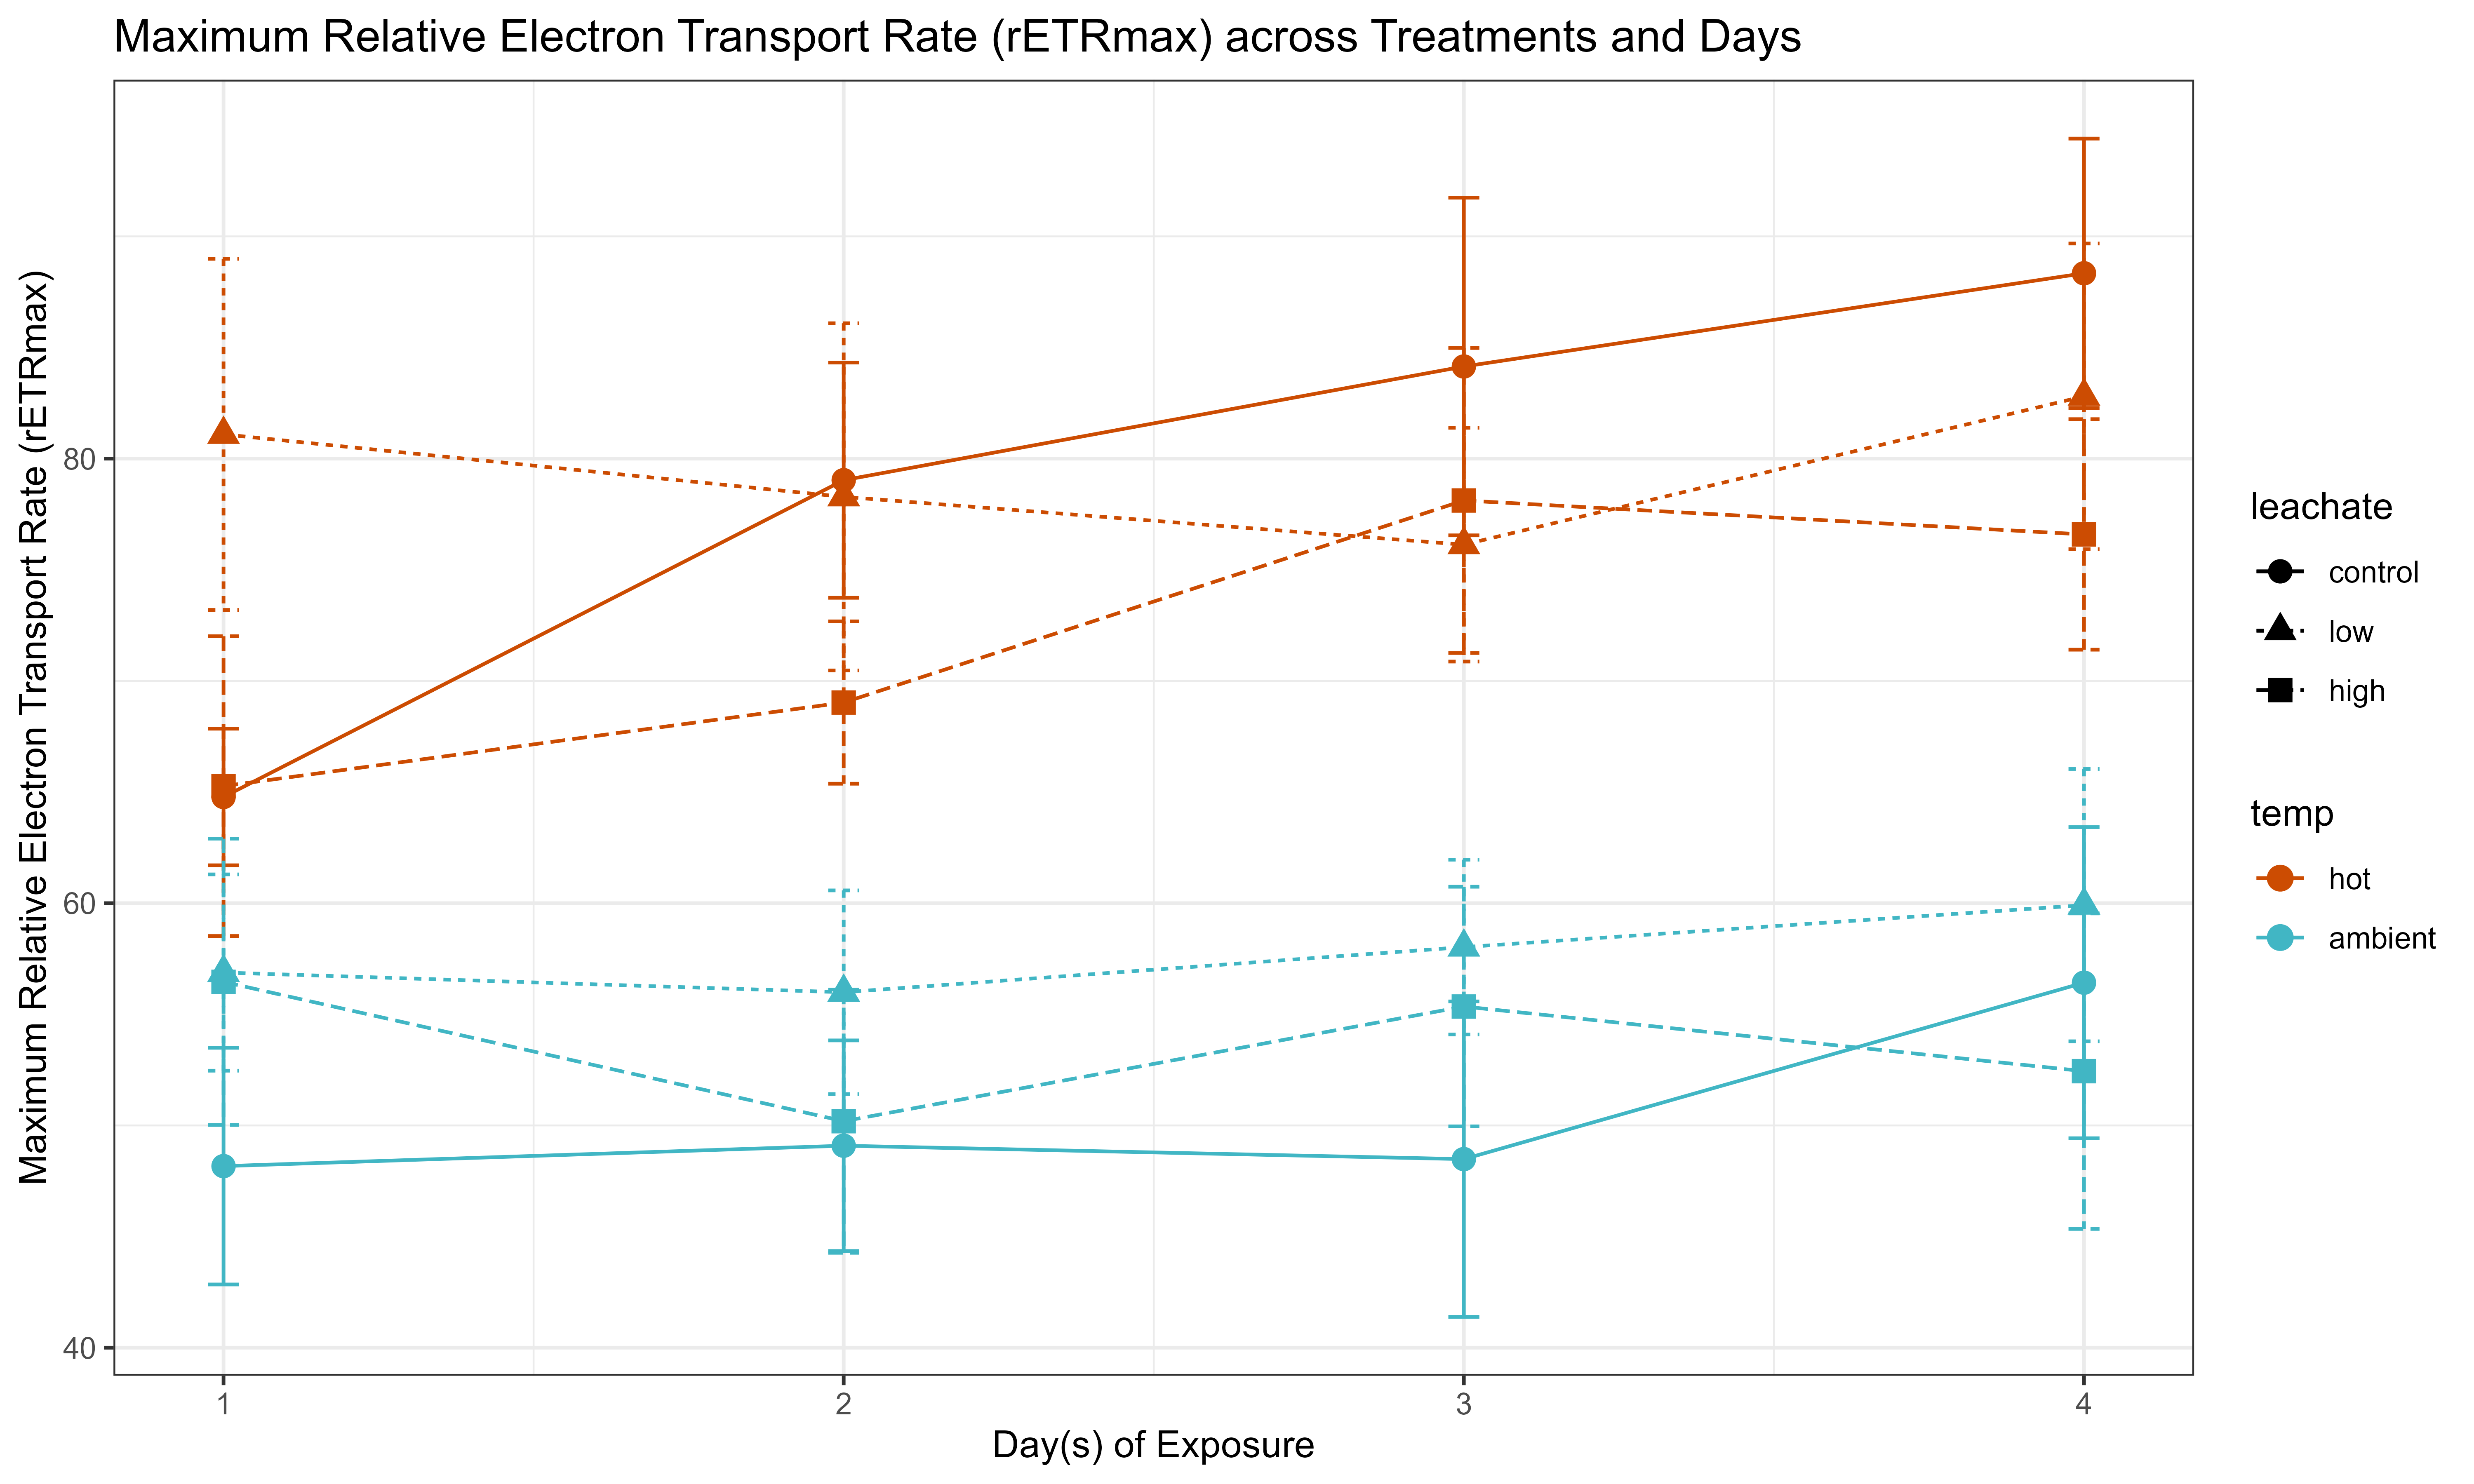 Maximum Relative Electron Transport Rate (rETRmax) across Treatments and Days
Maximum Relative Electron Transport Rate (rETRmax)
80
60
40
1
2
3
4
Day(s) of Exposure
leachate
control
low
high
temp
hot
ambient